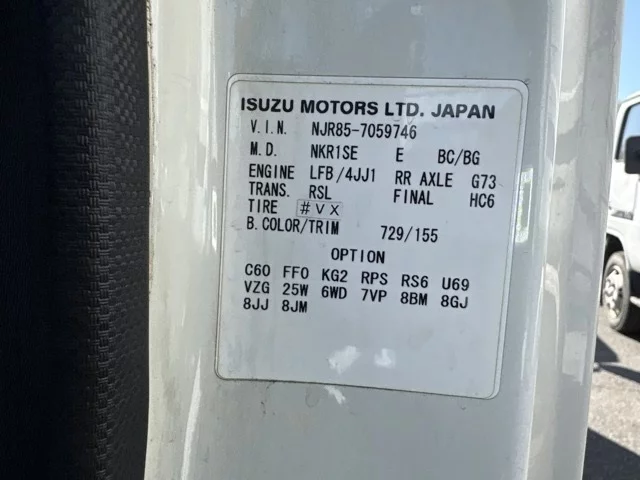 ISUZU MOTORS LTD. JAPAN
V.I.N. NJR85-7059746
M.D. NKR1SE E BC/BG
ENGINE LFB/4JJ1 RR AXLE G73
TRANS. RSL FINAL HC6
TIRE #VX
B.COLOR/TRIM 729/155
OPTION
C60 FF0 KG2 RPS RS6 U69
VZG 25W 6WD 7VP 8BM 8GJ
8JJ 8JM